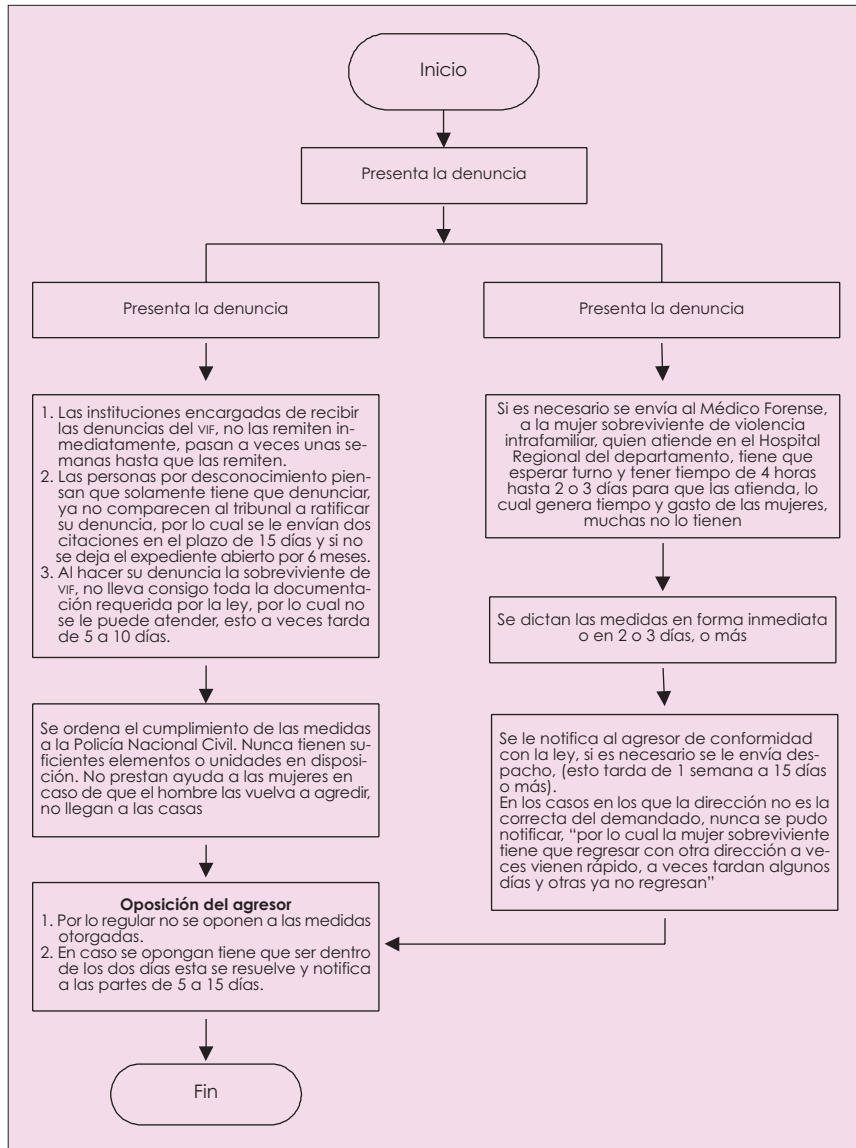 Inicio
Presenta la denuncia
Presenta la denuncia
1. Las instituciones encargadas de recibir
las denuncias del VIF, no las remiten in-
mediatamente, pasan a veces unas se-
manas hasta que las remiten.
2. Las personas por desconocimiento pien-
san que solamente tiene que denunciar,
ya no comparecen al tribunal a ratificar
su denuncia, por lo cual se le envían dos
citaciones en el plazo de 15 días y si no
se deja el expediente abierto por 6 meses.
3. Al hacer su denuncia la sobreviviente de
VIF, no lleva consigo toda la documenta-
ción requerida por la ley, por lo cual no
se le puede atender, esto a veces tarda
de 5 a 10 días.
Se ordena el cumplimiento de las medidas
a la Policía Nacional Civil. Nunca tienen su-
ficientes elementos o unidades en disposi-
ción. No prestan ayuda a las mujeres en
caso de que el hombre las vuelva a agredir,
no llegan a las casas
Presenta la denuncia
Si es necesario se envía al Médico Forense,
a la mujer sobreviviente de violencia
intrafamiliar, quien atiende en el Hospital
Regional del departamento, tiene que
esperar turno y tener tiempo de 4 horas
hasta 2 o 3 días para que las atienda, lo
cual genera tiempo y gasto de las mujeres,
muchas no lo tienen
Se dictan las medidas en forma inmediata
o en 2 o 3 días, o más
Se le notifica al agresor de conformidad
con la ley, si es necesario se le envía des-
pacho, (esto tarda de 1 semana a 15 días
o más).
En los casos en los que la dirección no es la
correcta del demandado, nunca se pudo
notificar, “por lo cual la mujer sobreviviente
tiene que regresar con otra dirección a ve-
ces vienen rápido, a veces tardan algunos
días y otras ya no regresan”
Oposición del agresor
1. Por lo regular no se oponen a las medidas
otorgadas.
2. En caso se opongan tiene que ser dentro
de los dos días esta se resuelve y notifica
a las partes de 5 a 15 días.
Fin